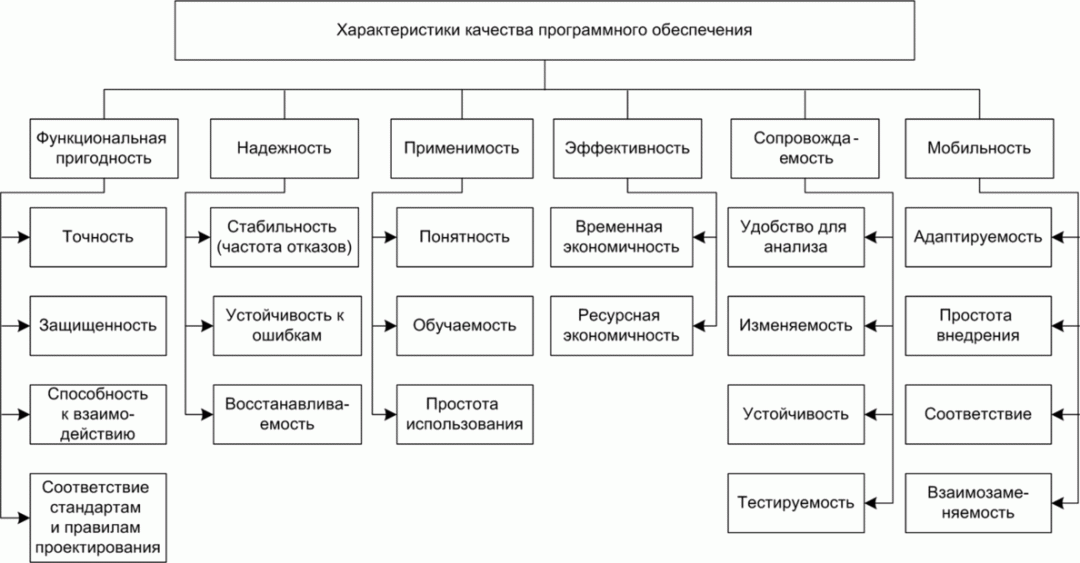 Характеристики качества программного обеспечения
Функциональная
пригодность
Надежность
Применимость
Эффективность
Сопровожда -
емость
Мобильность
Точность
Стабильность
(частота отказов)
Понятность
Временная
экономичность
Удобство для
анализа
Адаптируемость
Защищенность
Устойчивость к
ошибкам
Обучаемость
Ресурсная
экономичность
Изменяемость
Простота
внедрения
Способность
к взаимо-
действию
Восстанавлива-
емость
Простота
использования
Устойчивость
Соответствие
Соответствие
стандартам
и правилам
проектирования
Тестируемость
Взаимозаме-
няемость